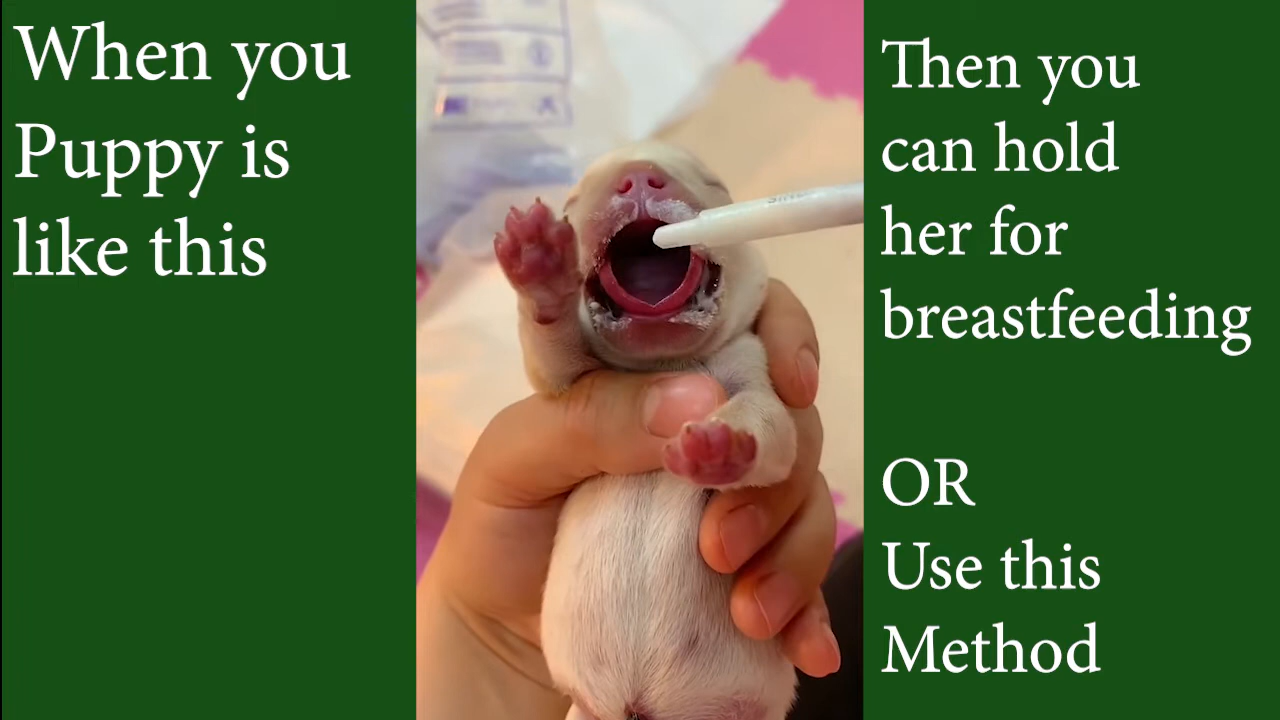 When you
Puppy is
like this
Then you
can hold
her for
breastfeeding
OR
Use this
Method